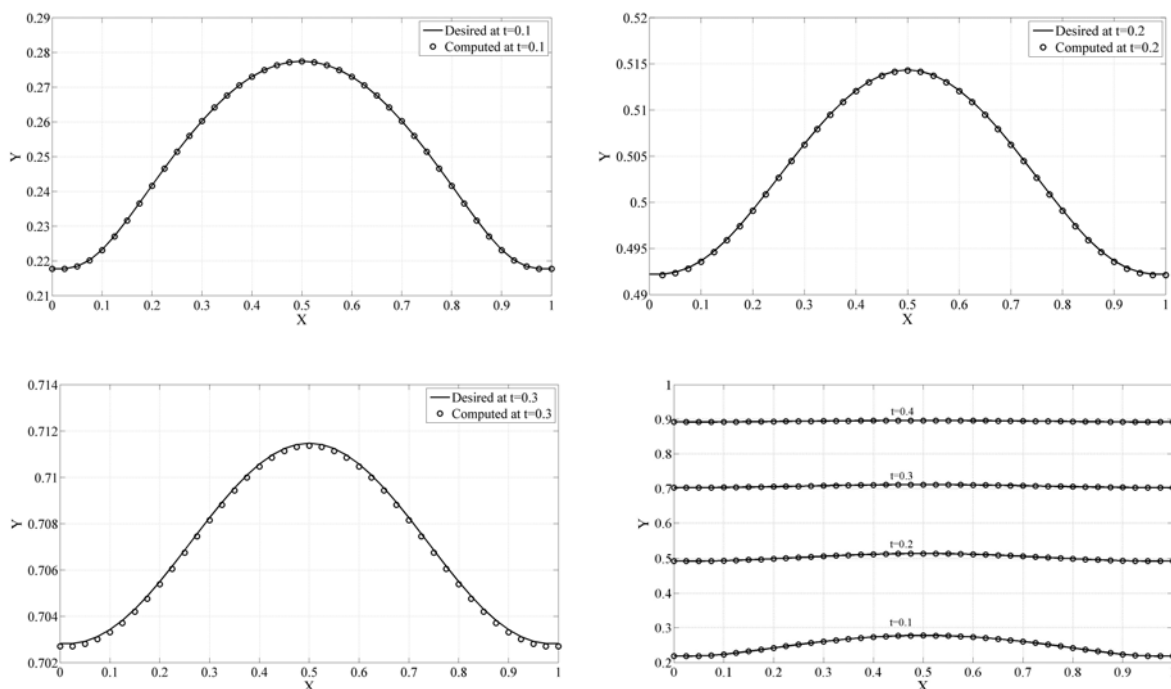 0.29
0.28
0.27
0.26
0.25
0.24
0.23
0.22
0.21
Y
Desired at t=0.1
Computed at t=0.1
0 0.1 0.2 0.3 0.4 0.5 0.6 0.7 0.8 0.9 1
X
0.52
0.515
0.51
0.505
0.5
0.495
0.49
Y
Desired at t=0.2
Computed at t=0.2
0 0.1 0.2 0.3 0.4 0.5 0.6 0.7 0.8 0.9 1
X
0.714
0.712
0.71
0.708
0.706
0.704
0.702
Y
Desired at t=0.3
Computed at t=0.3
0 0.1 0.2 0.3 0.4 0.5 0.6 0.7 0.8 0.9 1
X
1
0.9
0.8
0.7
0.6
0.5
0.4
0.3
0.2
Y
t=0.4
t=0.3
t=0.2
t=0.1
0 0.1 0.2 0.3 0.4 0.5 0.6 0.7 0.8 0.9
X